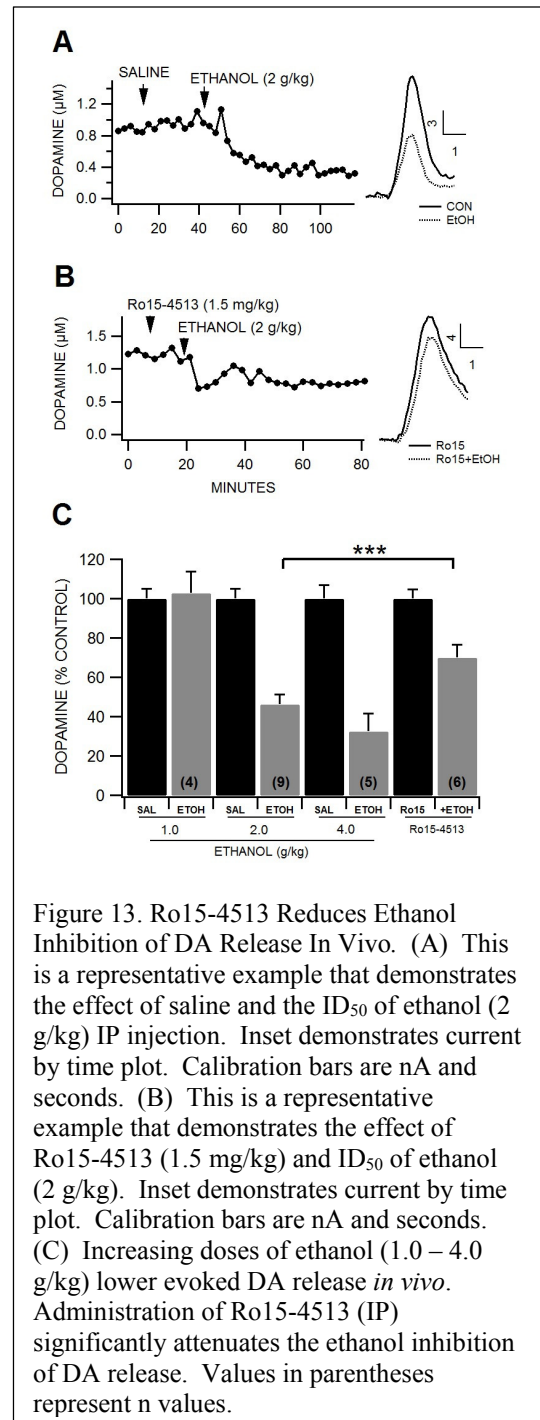 A
SALINE
ETHANOL (2 g/kg)
DOPAMINE (µM)
1.2
0.8
0.4
0.0
0 20 40 60 80 100
3
1
CON
EtOH
B
Ro15-4513 (1.5 mg/kg)
ETHANOL (2 g/kg)
DOPAMINE (µM)
1.5
1.0
0.5
0.0
0 20 40 60 80
MINUTES
4
1
Ro15
Ro15+EtOH
C
DOPAMINE (% CONTROL)
120
100
80
60
40
20
0
***
(4) (9) (5) (6)
SAL ETOH SAL ETOH SAL ETOH Ro15 +ETOH
1.0 2.0 4.0 Ro15-4513
ETHANOL (g/kg)
Figure 13. Ro15-4513 Reduces Ethanol
Inhibition of DA Release In Vivo. (A) This
is a representative example that demonstrates
the effect of saline and the ID50 of ethanol (2
g/kg) IP injection. Inset demonstrates current
by time plot. Calibration bars are nA and
seconds. (B) This is a representative
example that demonstrates the effect of
Ro15-4513 (1.5 mg/kg) and ID50 of ethanol
(2 g/kg). Inset demonstrates current by time
plot. Calibration bars are nA and seconds.
(C) Increasing doses of ethanol (1.0 – 4.0
g/kg) lower evoked DA release in vivo.
Administration of Ro15-4513 (IP)
significantly attenuates the ethanol inhibition
of DA release. Values in parentheses
represent n values.